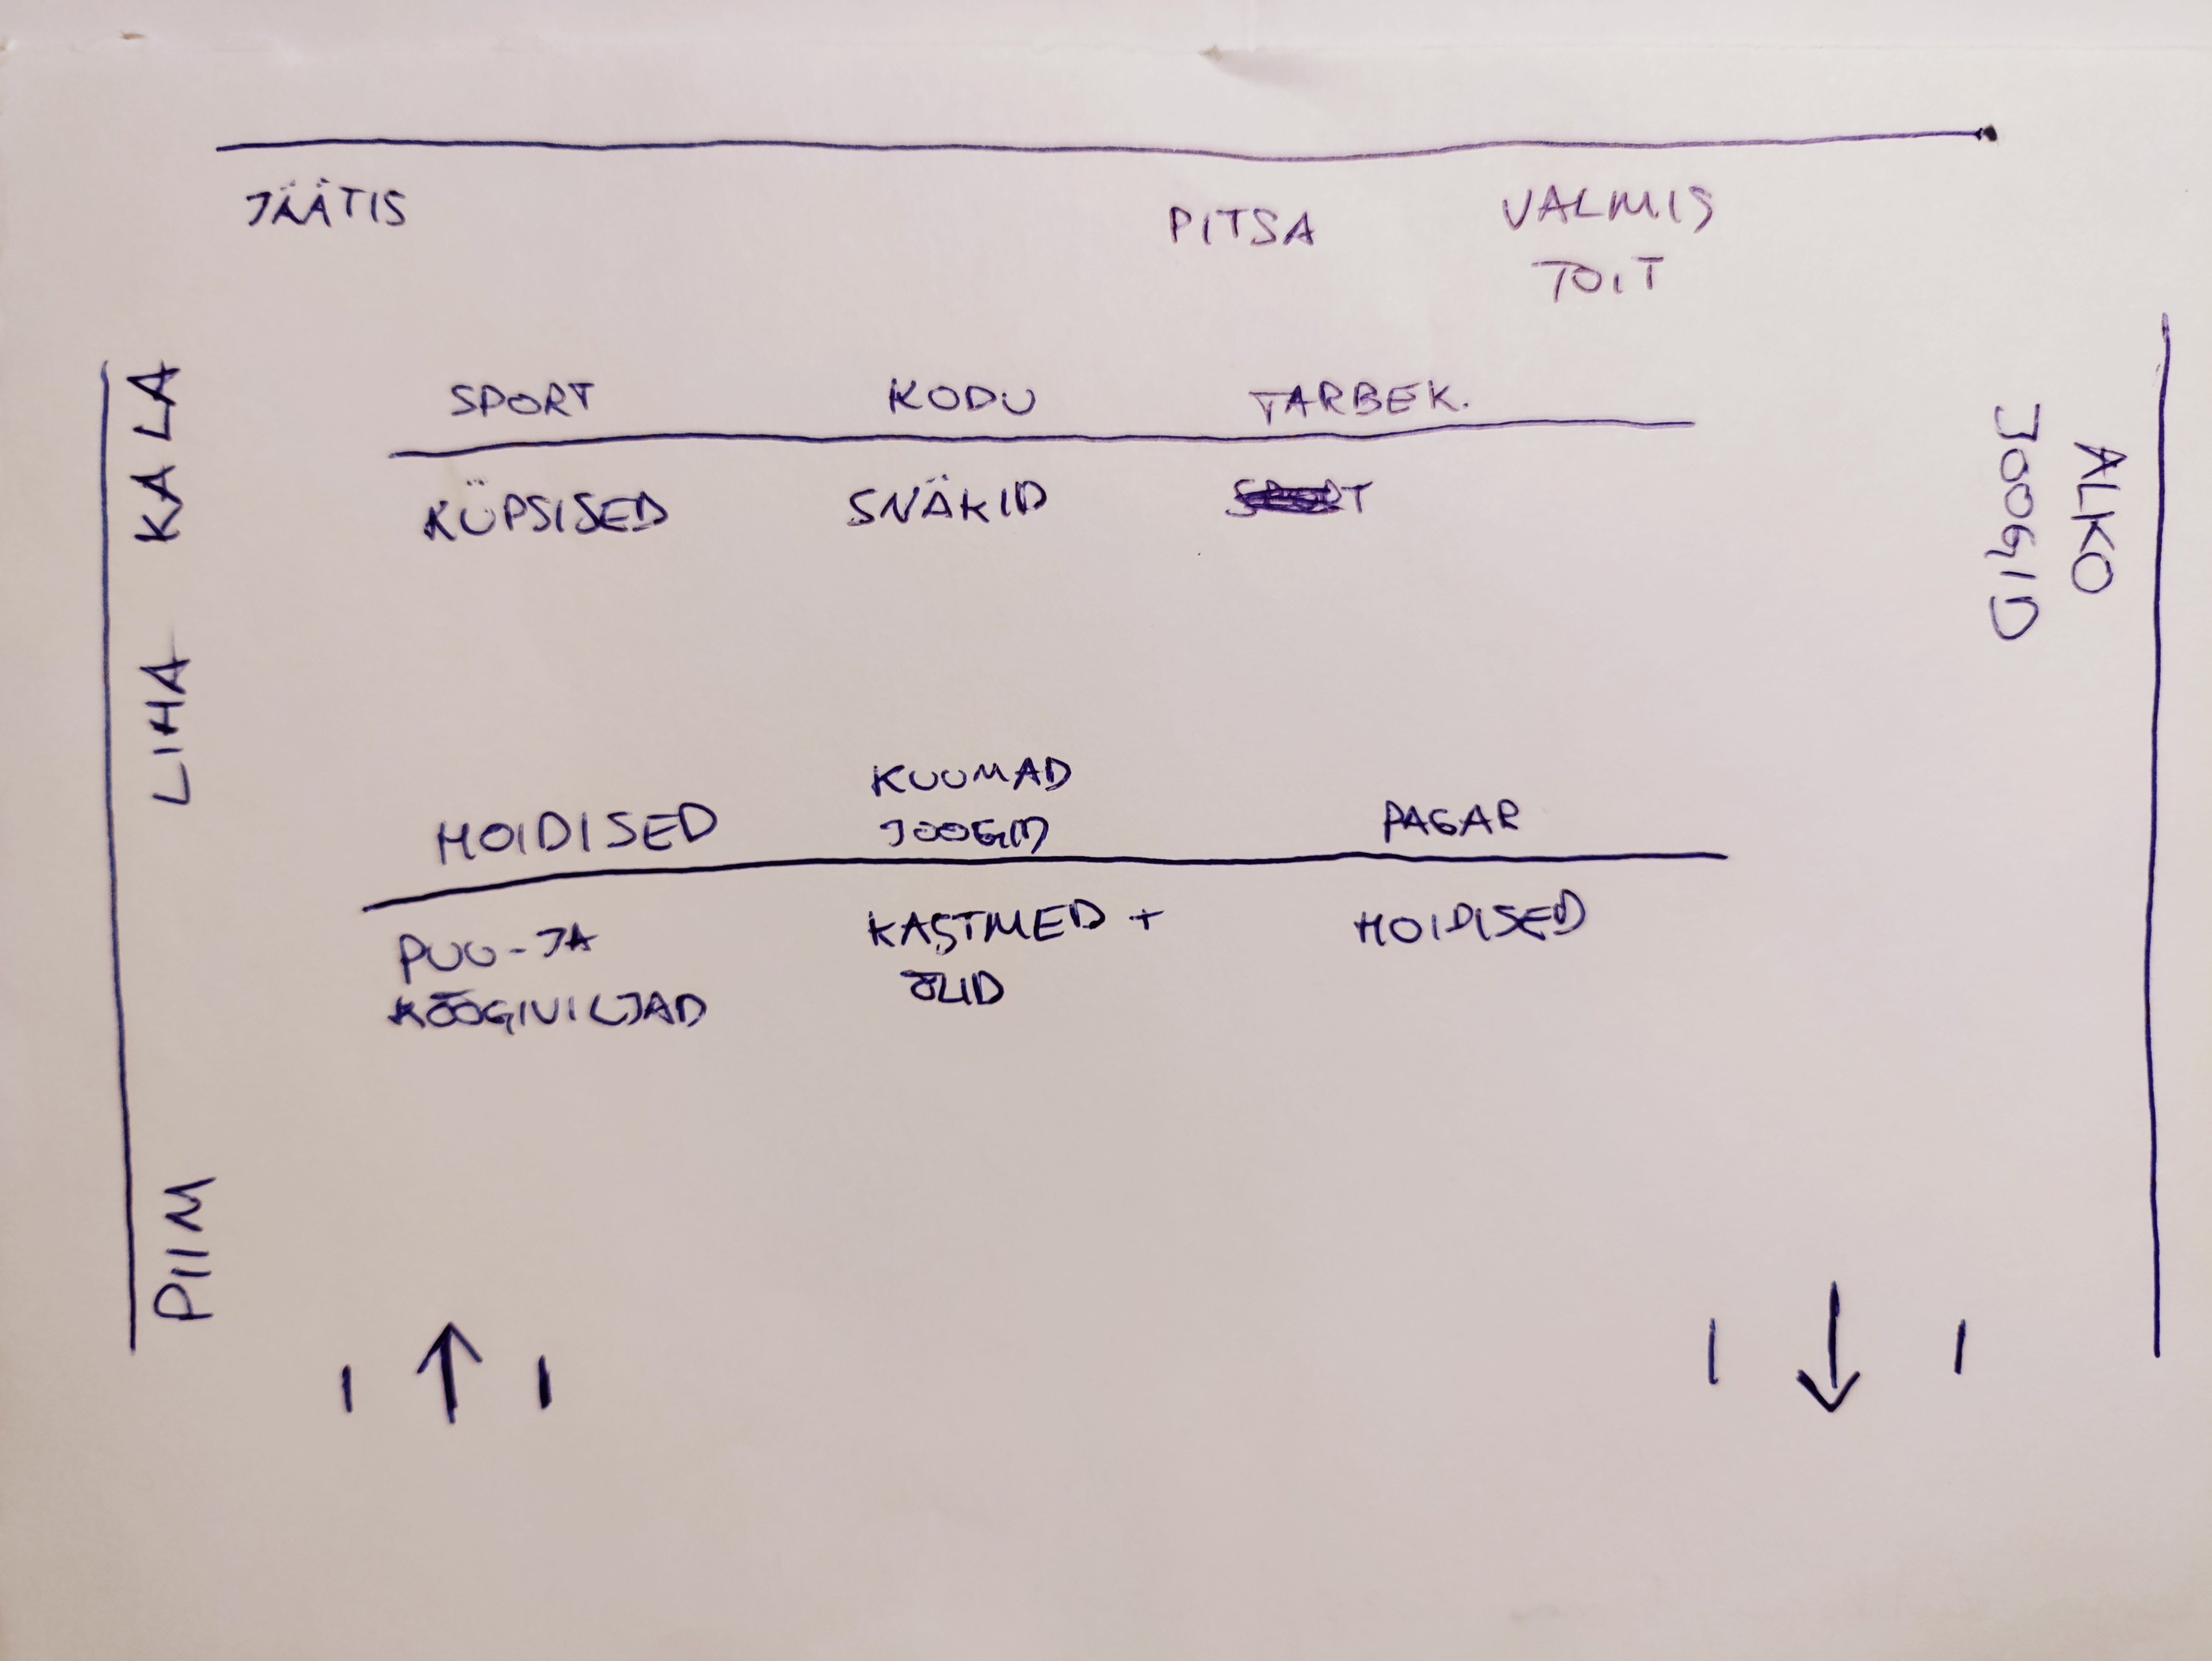 JÄÄTIS
PITSA
VALMIS
TOIT
KALA
LIHA
PIIM
SPORT
KODU
TARBEK.
KÜPSISED
SNÄKID
SPORT
ALKO
JOOGID
HOIDISED
KUUMAD
JOOGID
PAGAR
PUU-JA
KÖÖGIVILJAD
KASTMED +
ÕLID
HOIDISED